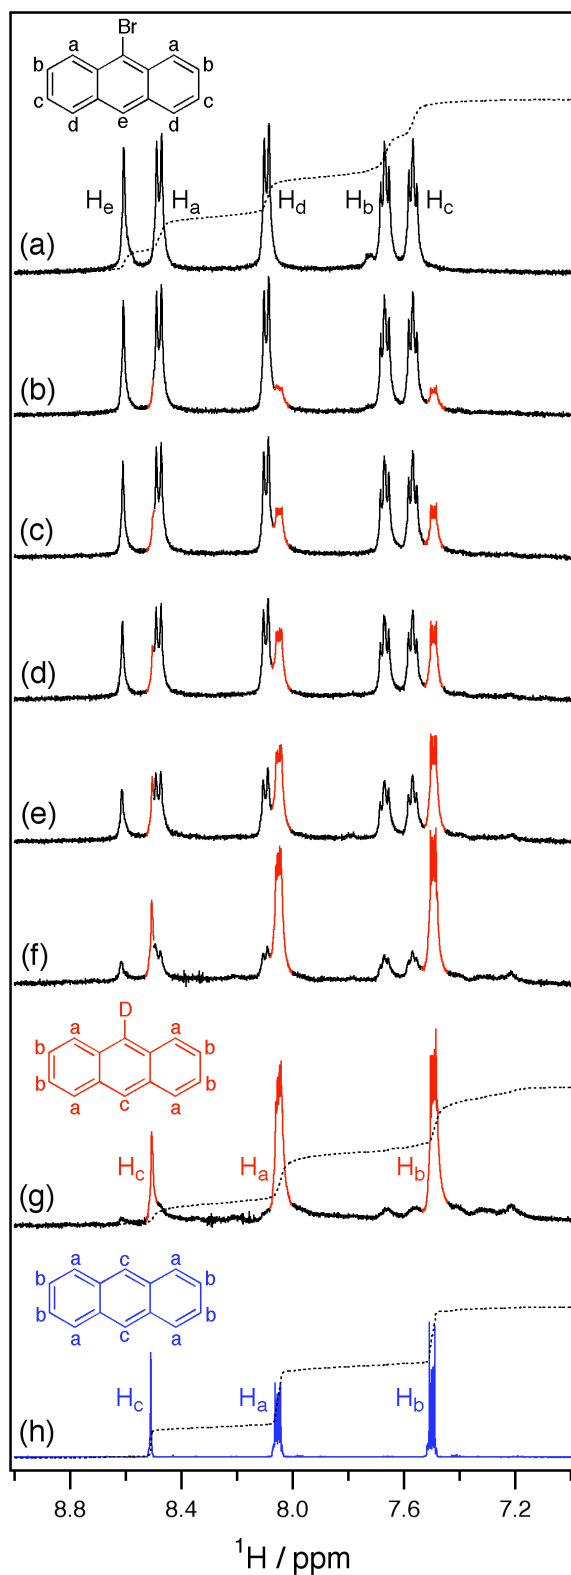 Br
a a
b b
c c
d e d
He Ha Hd Hb Hc
(a)
(b)
(c)
(d)
(e)
(f)
D
a a
b b
b b
a c a
Hc Ha Hb
(g)
a c a
b b
b b
a c a
Hc Ha Hb
(h)
8.8 8.4 8.0 7.6 7.2
¹H / ppm